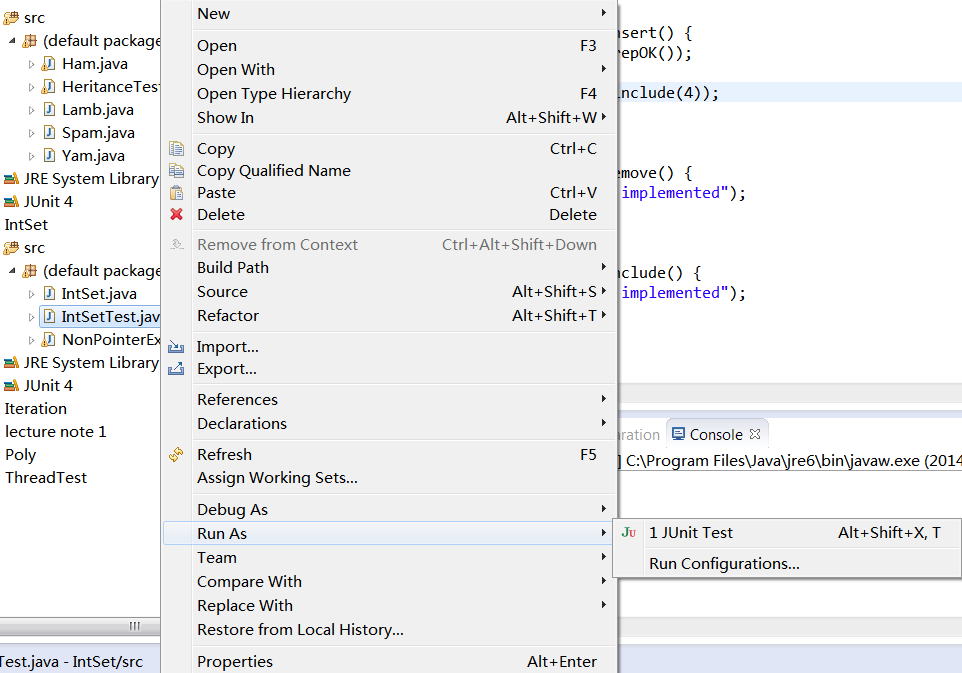 src
(default package
Ham.java
HeritanceTes
Lamb.java
Spam.java
Yam.java
JRE System Library
JUnit 4
IntSet
src
(default package
IntSet.java
IntSetTest.jav
NonPointerEx
JRE System Library
JUnit 4
Iteration
lecture note 1
Poly
ThreadTest
Test.java - IntSet/src
New
Open F3
Open With
Open Type Hierarchy F4
Show In Alt+Shift+W
Copy Ctrl+C
Copy Qualified Name
Paste Ctrl+V
Delete Delete
Remove from Context Ctrl+Alt+Shift+Down
Build Path
Source Alt+Shift+S
Refactor Alt+Shift+T
Import...
Export...
References
Declarations
Refresh F5
Assign Working Sets...
Debug As
Run As
Team
Compare With
Replace With
Restore from Local History...
Properties Alt+Enter
nsert() {
repOK());
include(4));
emove() {
implemented");
nclude() {
implemented");
aration Console
] C:\Program Files\Java\jre6\bin\javaw.exe (2014
Ju 1 JUnit Test Alt+Shift+X, T
Run Configurations...